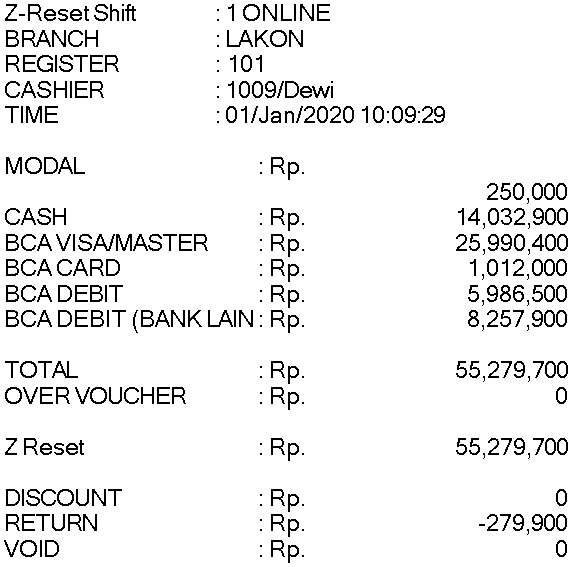 Z-Reset Shift : 1 ONLINE
BRANCH : LAKON
REGISTER : 101
CASHIER : 1009/Dewi
TIME : 01/Jan/2020 10:09:29
MODAL : Rp.
250,000
CASH : Rp. 14,032,900
BCA VISA/MASTER : Rp. 25,990,400
BCA CARD : Rp. 1,012,000
BCA DEBIT : Rp. 5,986,500
BCA DEBIT (BANK LAIN : Rp. 8,257,900
TOTAL : Rp. 55,279,700
OVER VOUCHER : Rp. 0
Z Reset : Rp. 55,279,700
DISCOUNT : Rp. 0
RETURN : Rp. -279,900
VOID : Rp. 0